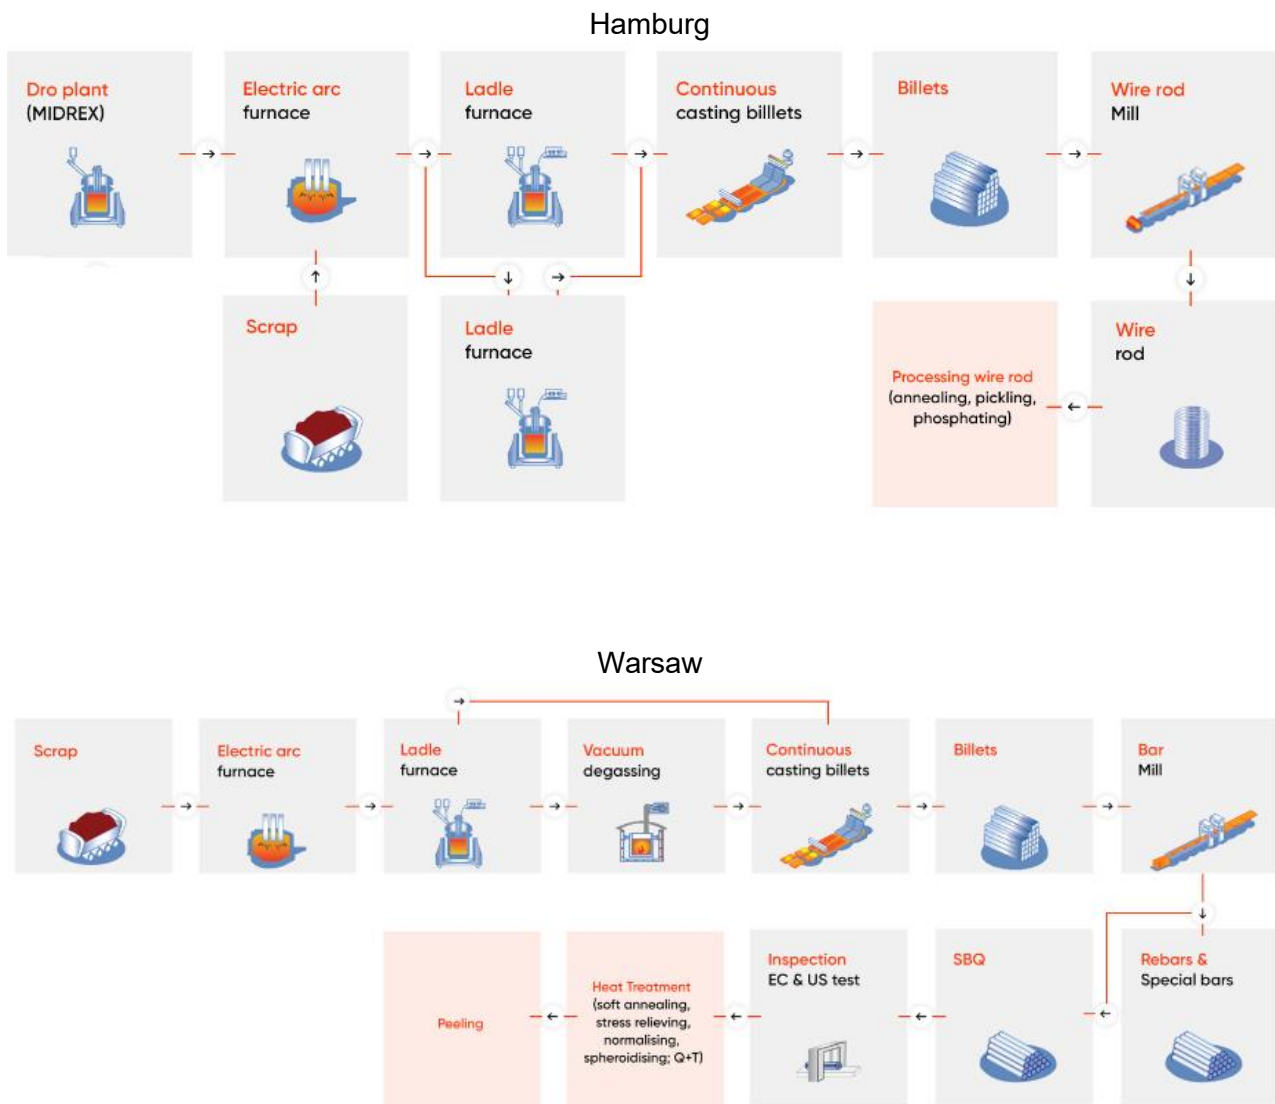 Hamburg
Dro plant
(MIDREX)
Electric arc
furnace
Ladle
furnace
Continuous
casting billlets
Billets
Wire rod
Mill
Scrap
Ladle
furnace
Processing wire rod
(annealing, pickling,
phosphating)
Wire
rod
Warsaw
Scrap
Electric arc
furnace
Ladle
furnace
Vacuum
degassing
Continuous
casting billets
Billets
Bar
Mill
Peeling
Heat Treatment
(soft annealing,
stress relieving,
normalising,
spheroidising; Q+T)
Inspection
EC & US test
SBQ
Rebars &
Special bars